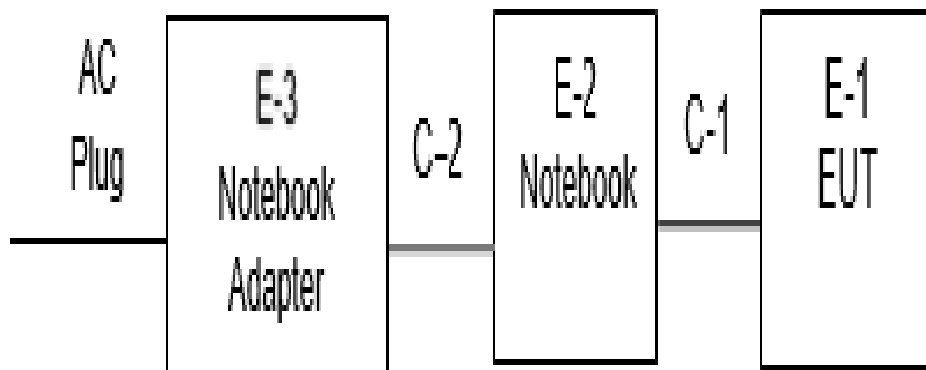 AC
Plug
E-3
Notebook
Adapter
C-2
E-2
Notebook
C-1
E-1
EUT